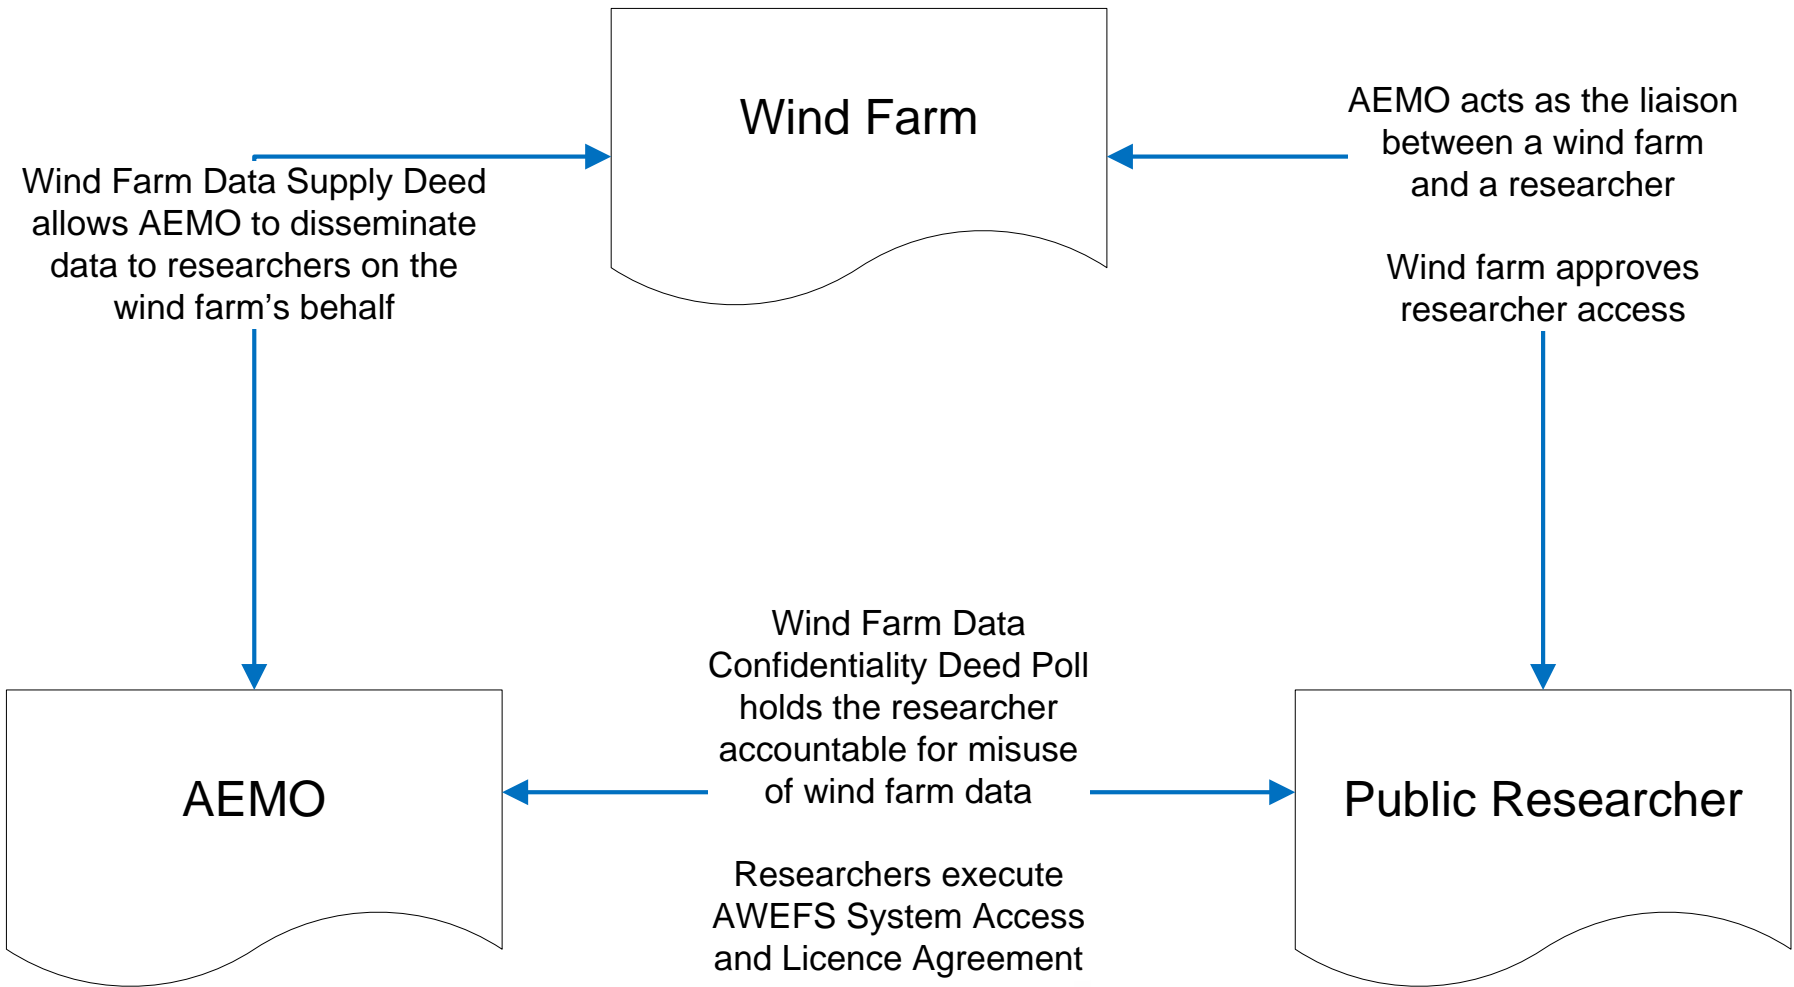 Wind Farm
AEMO acts as the liaison
between a wind farm
and a researcher
Wind farm approves
researcher access
Wind Farm Data Supply Deed
allows AEMO to disseminate
data to researchers on the
wind farm’s behalf
Wind Farm Data
Confidentiality Deed Poll
holds the researcher
accountable for misuse
of wind farm data
Researchers execute
AWEFS System Access
and Licence Agreement
AEMO
Public Researcher